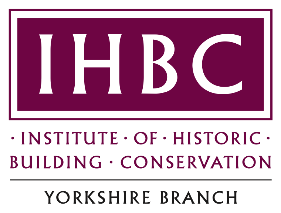 IHBC
· INSTITUTE · OF · HISTORIC ·
BUILDING · CONSERVATION
YORKSHIRE BRANCH